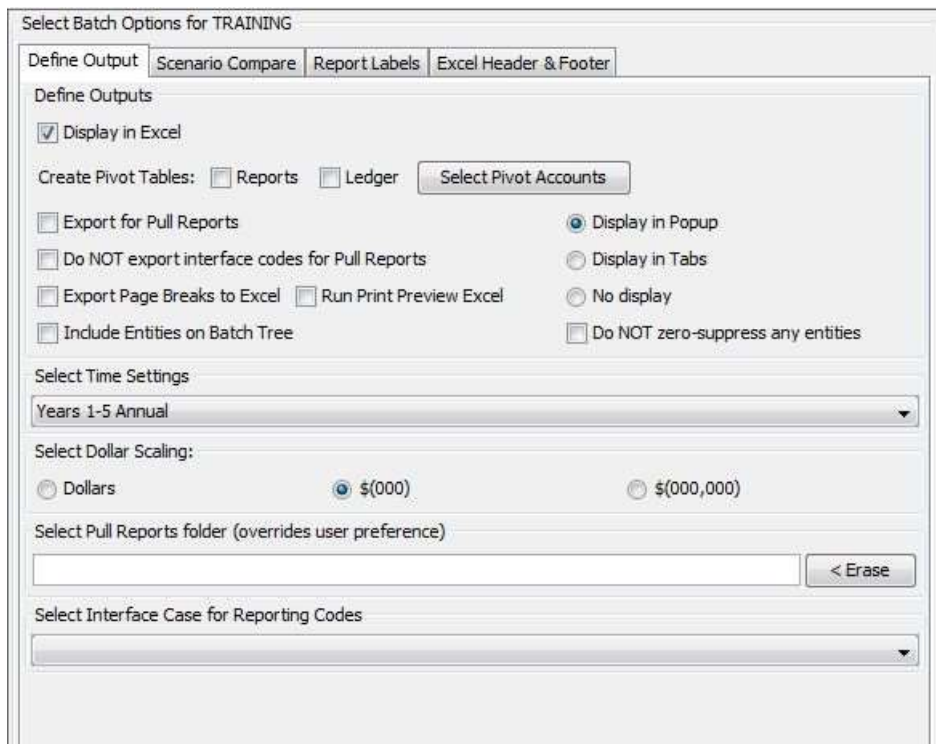 Select Batch Options for TRAINING
Define Output Scenario Compare Report Labels Excel Header & Footer
Define Outputs
Display in Excel
Create Pivot Tables: Reports Ledger Select Pivot Accounts
Export for Pull Reports Display in Popup
Do NOT export interface codes for Pull Reports Display in Tabs
Export Page Breaks to Excel Run Print Preview Excel No display
Include Entities on Batch Tree Do NOT zero-suppress any entities
Select Time Settings
Years 1-5 Annual
Select Dollar Scaling:
Dollars $(000) $(000,000)
Select Pull Reports folder (overrides user preference)
< Erase
Select Interface Case for Reporting Codes